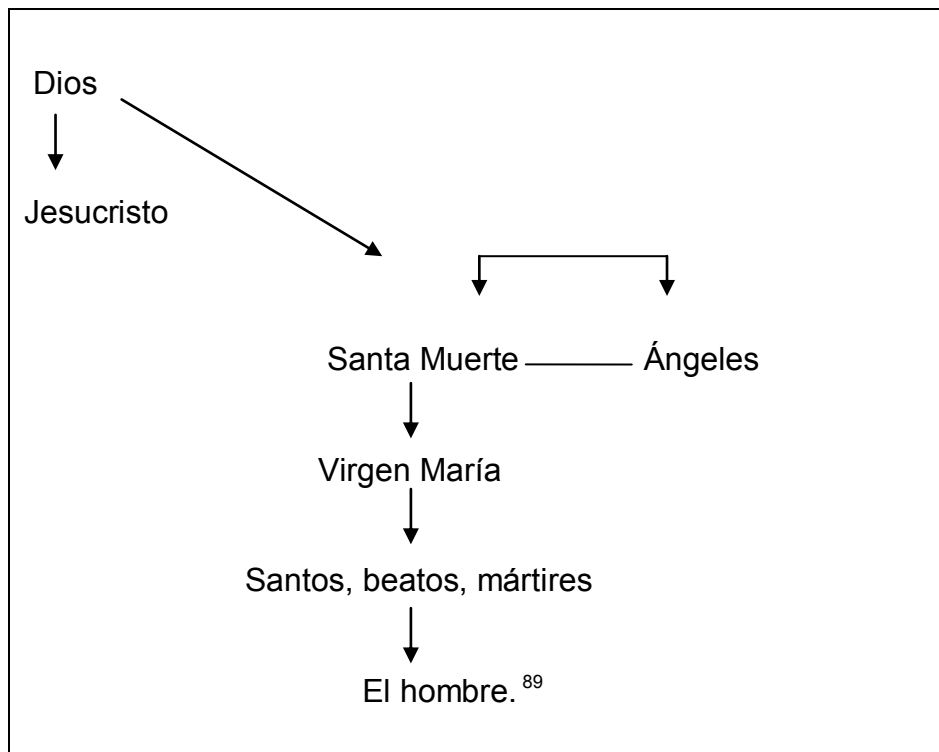 Dios
Jesucristo
Santa Muerte Ángeles
Virgen María
Santos, beatos, mártires
El hombre. 89